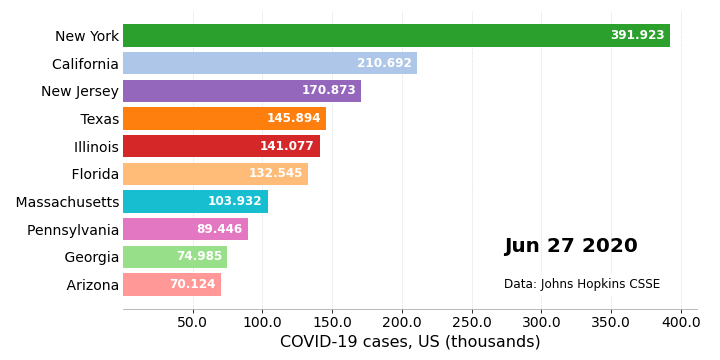 New York 391.923
California 210.692
New Jersey 170.873
Texas 145.894
Illinois 141.077
Florida 132.545
Massachusetts 103.932
Pennsylvania 89.446
Georgia 74.985
Arizona 70.124
Jun 27 2020
Data: Johns Hopkins CSSE
50.0 100.0 150.0 200.0 250.0 300.0 350.0 400.0
COVID-19 cases, US (thousands)